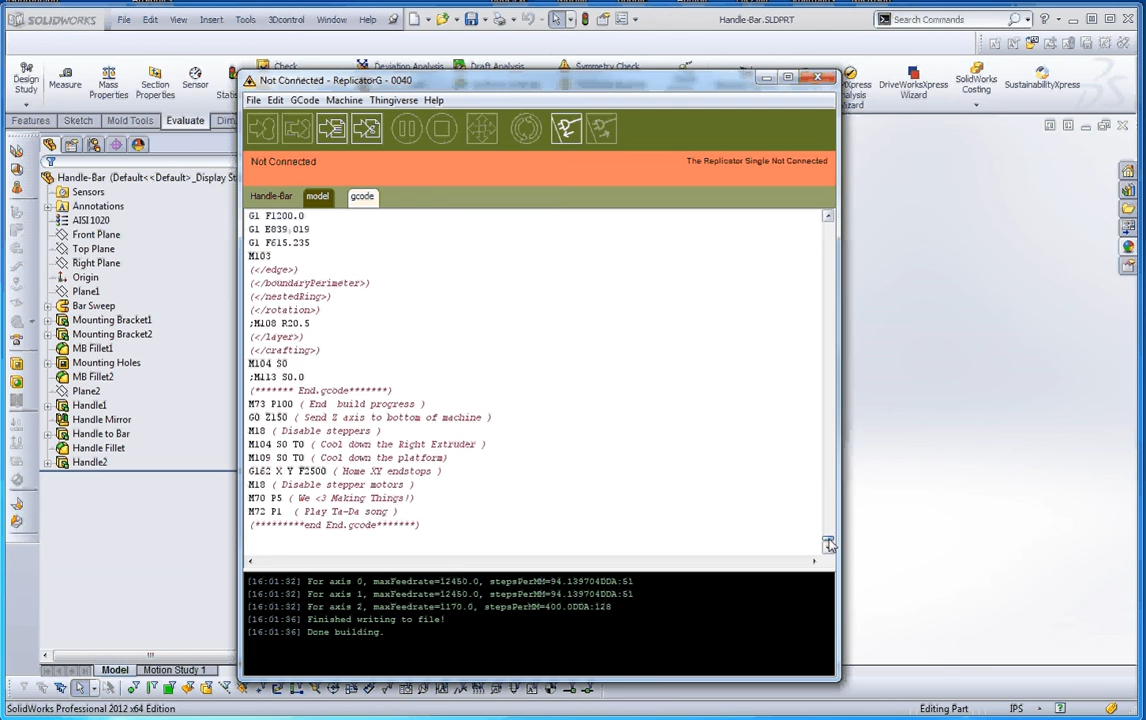 SOLIDWORKS File Edit View Insert Tools 3Dcontrol Window Help Handle-Bar.SLDPRT Search Commands
Design Study Measure Mass Properties Section Properties Sensor Check Deviation Analysis Draft Analysis Symmetry Check DriveWorksXpress Wizard SolidWorks Costing SustainabilityXpress
Features Sketch Mold Tools Evaluate
Not Connected - ReplicatorG - 0040
File Edit GCode Machine Thingiverse Help
Not Connected The Replicator Single Not Connected
Handle-Bar model gcode
Handle-Bar (Default<<Default>_Display St
Sensors
Annotations
AISI 1020
Front Plane
Top Plane
Right Plane
Origin
Plane1
Bar Sweep
Mounting Bracket1
Mounting Bracket2
MB Fillet1
Mounting Holes
MB Fillet2
Plane2
Handle1
Handle Mirror
Handle to Bar
Handle Fillet
Handle2
G1 F1200.0
G1 E839.019
G1 F615.235
M103
(</edge>)
(</boundaryPerimeter>)
(</nestedRing>)
(</rotation>)
;M108 R20.5
(</layer>)
(</crafting>)
M104 S0
;M113 S0.0
(******* End.gcode*******)
M73 P100 ( End  build progress )
G0 Z150 ( Send Z axis to bottom of machine )
M18 ( Disable steppers )
M104 S0 T0 ( Cool down the Right Extruder )
M109 S0 T0 ( Cool down the platform)
G162 X Y F2500 ( Home XY endstops )
M18 ( Disable stepper motors )
M70 P5 ( We <3 Making Things!)
M72 P1  ( Play Ta-Da song )
(*********end End.gcode*******)
[16:01:32] For axis 0, maxFeedrate=12450.0, stepsPerMM=94.139704DDA:51
[16:01:32] For axis 1, maxFeedrate=12450.0, stepsPerMM=94.139704DDA:51
[16:01:32] For axis 2, maxFeedrate=1170.0, stepsPerMM=400.0DDA:128
[16:01:36] Finished writing to file!
[16:01:36] Done building.
Model Motion Study 1
SolidWorks Professional 2012 x64 Edition Editing Part IPS